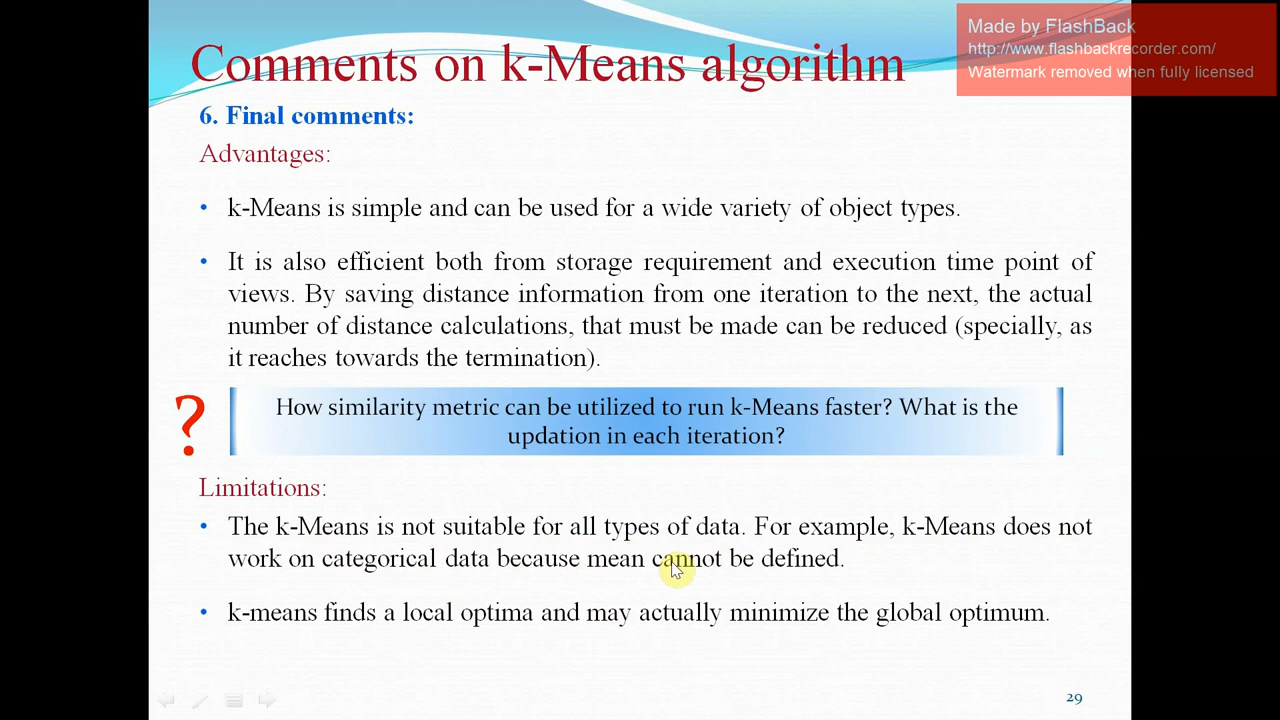 Made by FlashBack
http://www.flashbackrecorder.com/
Watermark removed when fully licensed
Comments on k-Means algorithm
6. Final comments:
Advantages:
• k-Means is simple and can be used for a wide variety of object types.
• It is also efficient both from storage requirement and execution time point of
views. By saving distance information from one iteration to the next, the actual
number of distance calculations, that must be made can be reduced (specially, as
it reaches towards the termination).
?
How similarity metric can be utilized to run k-Means faster? What is the
updation in each iteration?
Limitations:
• The k-Means is not suitable for all types of data. For example, k-Means does not
work on categorical data because mean cannot be defined.
• k-means finds a local optima and may actually minimize the global optimum.
29